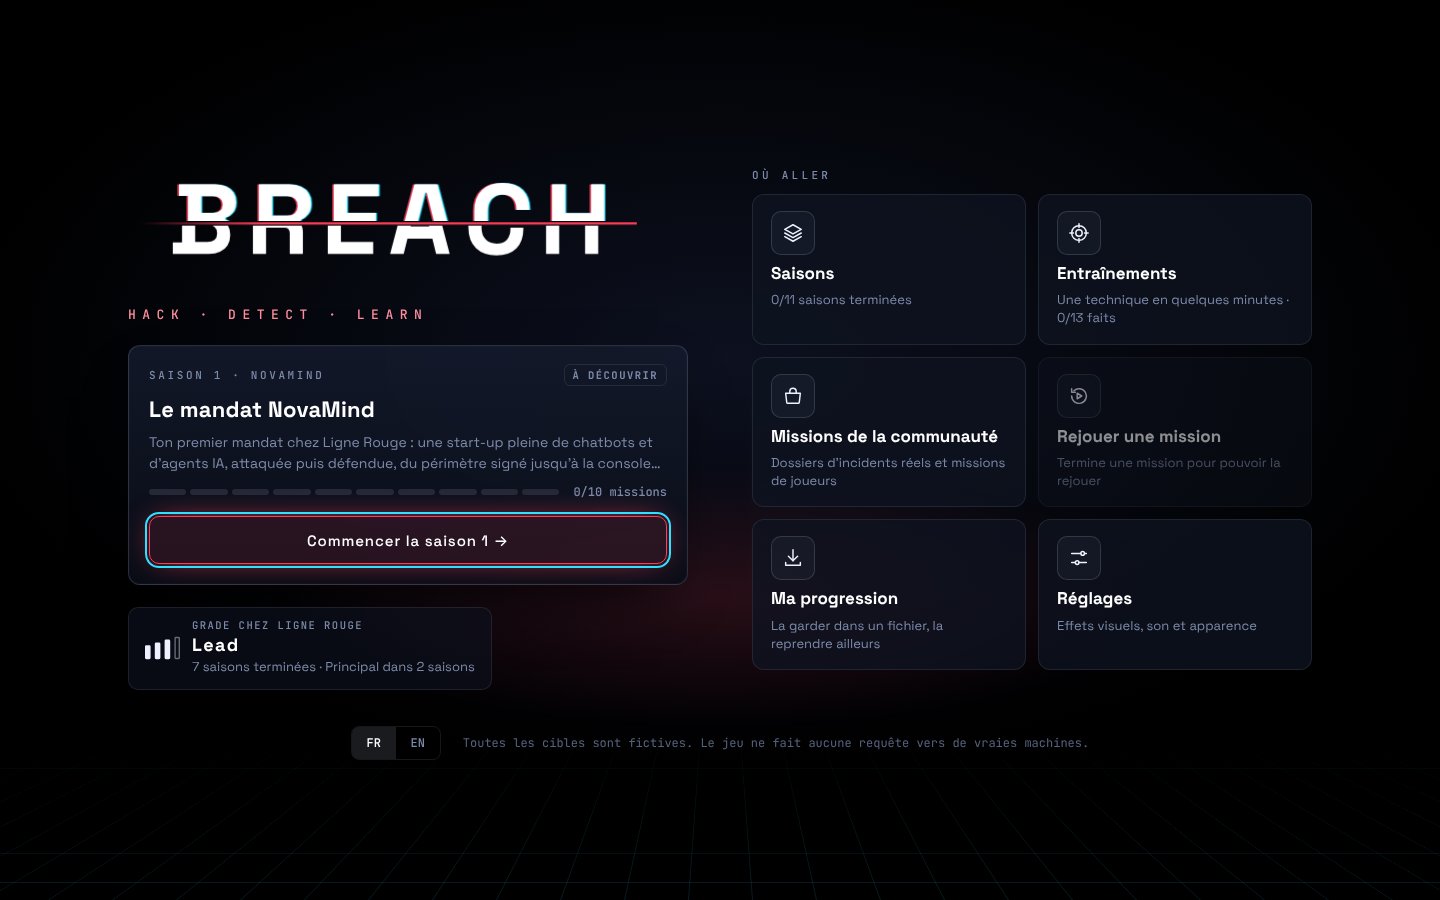 BREACH
HACK · DETECT · LEARN
SAISON 1 · NOVAMIND
À DÉCOUVRIR
Le mandat NovaMind
Ton premier mandat chez Ligne Rouge : une start-up pleine de chatbots et
d'agents IA, attaquée puis défendue, du périmètre signé jusqu'à la console…
0/10 missions
Commencer la saison 1 →
GRADE CHEZ LIGNE ROUGE
Lead
7 saisons terminées · Principal dans 2 saisons
OÙ ALLER
Saisons
0/11 saisons terminées
Entraînements
Une technique en quelques minutes ·
0/13 faits
Missions de la communauté
Dossiers d'incidents réels et missions
de joueurs
Rejouer une mission
Termine une mission pour pouvoir la
rejouer
Ma progression
La garder dans un fichier, la
reprendre ailleurs
Réglages
Effets visuels, son et apparence
FR EN
Toutes les cibles sont fictives. Le jeu ne fait aucune requête vers de vraies machines.